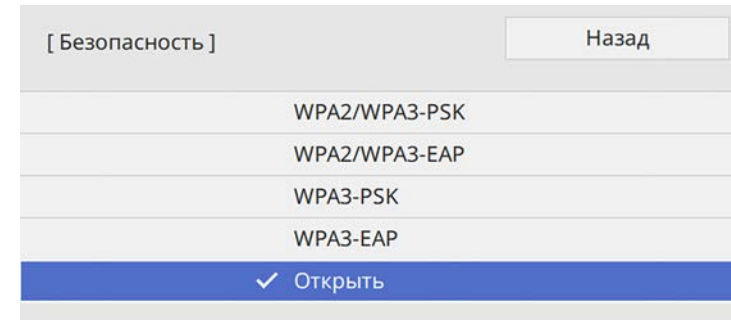 [ Безопасность ]
Назад
WPA2/WPA3-PSK
WPA2/WPA3-EAP
WPA3-PSK
WPA3-EAP
Открыть